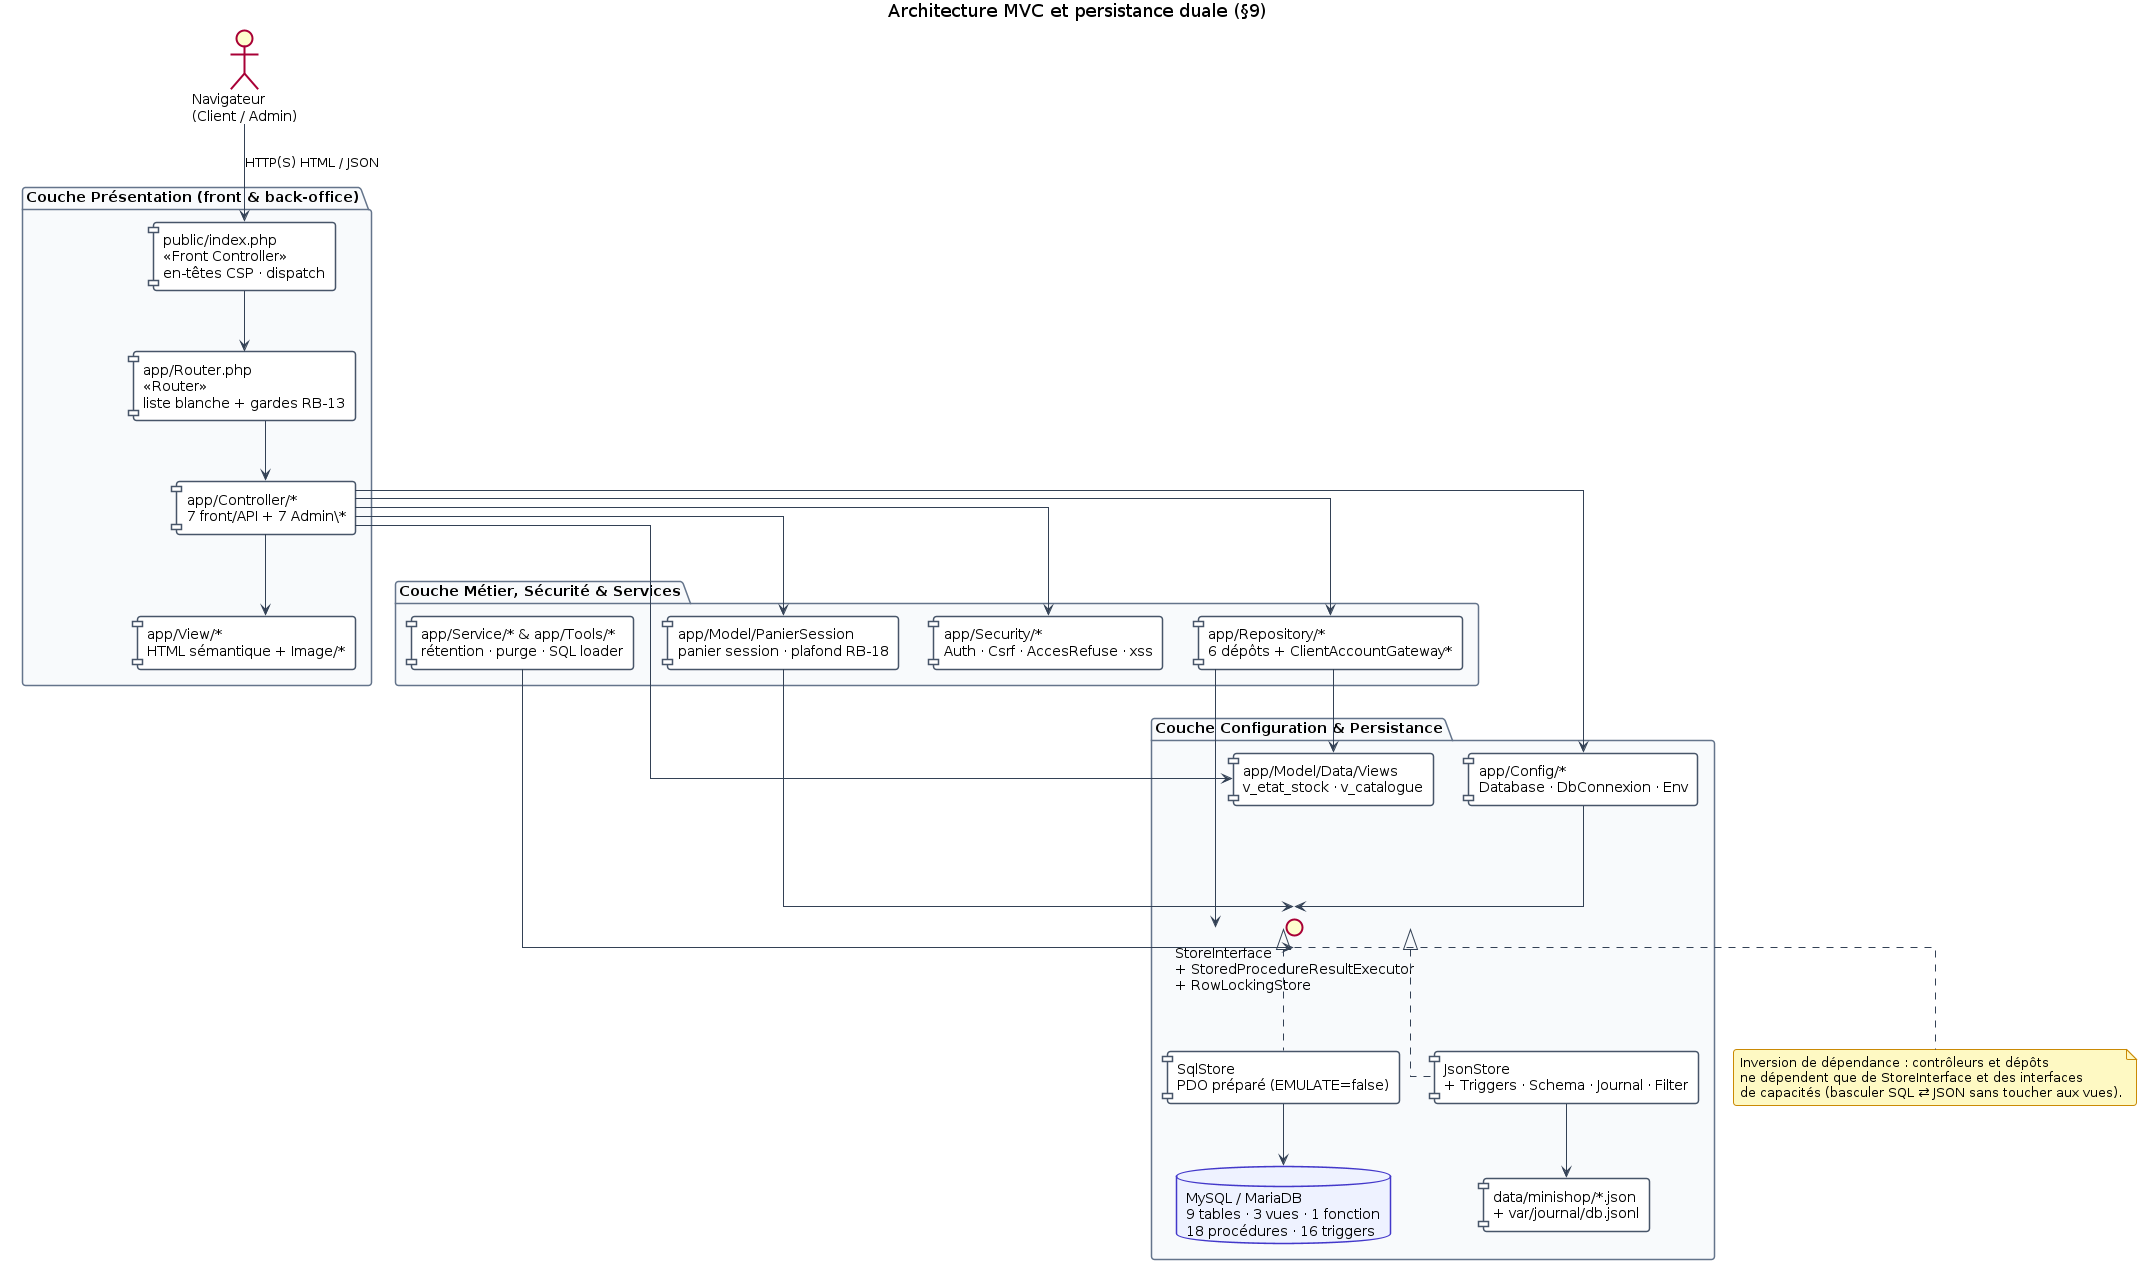 Architecture MVC et persistance duale (§9)
Navigateur
(Client / Admin)
HTTP(S) HTML / JSON
Couche Présentation (front & back-office)
public/index.php
«Front Controller»
en-têtes CSP · dispatch
app/Router.php
«Router»
liste blanche + gardes RB-13
app/Controller/*
7 front/API + 7 Admin\*
app/View/*
HTML sémantique + Image/*
Couche Métier, Sécurité & Services
app/Service/* & app/Tools/*
rétention · purge · SQL loader
app/Model/PanierSession
panier session · plafond RB-18
app/Security/*
Auth · Csrf · AccesRefuse · xss
app/Repository/*
6 dépôts + ClientAccountGateway*
Couche Configuration & Persistance
app/Model/Data/Views
v_etat_stock · v_catalogue
app/Config/*
Database · DbConnexion · Env
StoreInterface
+ StoredProcedureResultExecutor
+ RowLockingStore
SqlStore
PDO préparé (EMULATE=false)
JsonStore
+ Triggers · Schema · Journal · Filter
Inversion de dépendance : contrôleurs et dépôts
ne dépendent que de StoreInterface et des interfaces
de capacités (basculer SQL ⇄ JSON sans toucher aux vues).
MySQL / MariaDB
9 tables · 3 vues · 1 fonction
18 procédures · 16 triggers
data/minishop/*.json
+ var/journal/db.jsonl